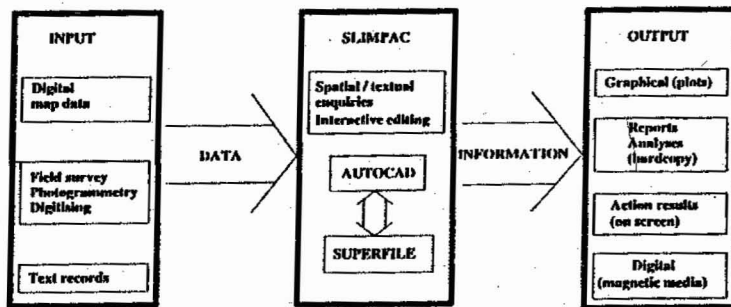 INPUT
Digital
map data
Field survey
Photogrammetry
Digitising
Text records
DATA
SLIMPAC
Spatial / textual
enquiries
Interactive editing
AUTOCAD
SUPERFILE
INFORMATION
OUTPUT
Graphical (plots)
Reports
Analyses
(hardcopy)
Action results
(on screen)
Digital
(magnetic media)